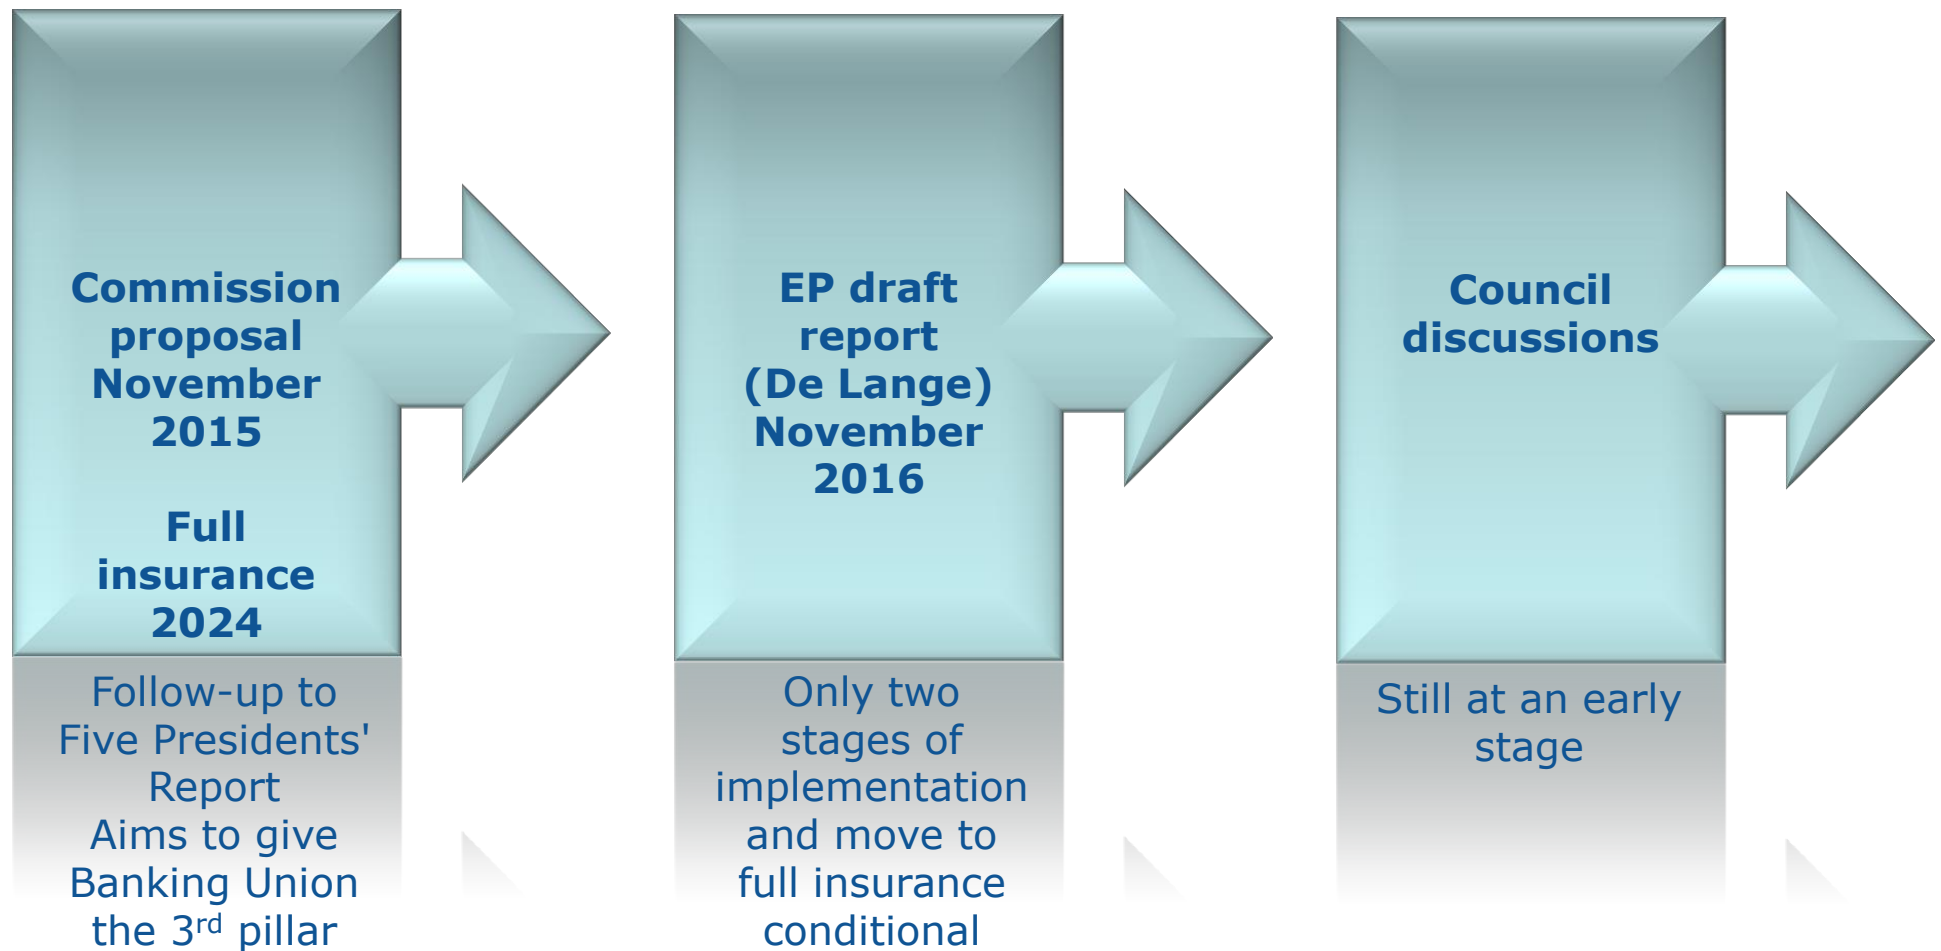 Commission
proposal
November
2015
Full
insurance
2024
Follow-up to
Five Presidents'
Report
Aims to give
Banking Union
the 3rd pillar
EP draft
report
(De Lange)
November
2016
Only two
stages of
implementation
and move to
full insurance
conditional
Council
discussions
Still at an early
stage